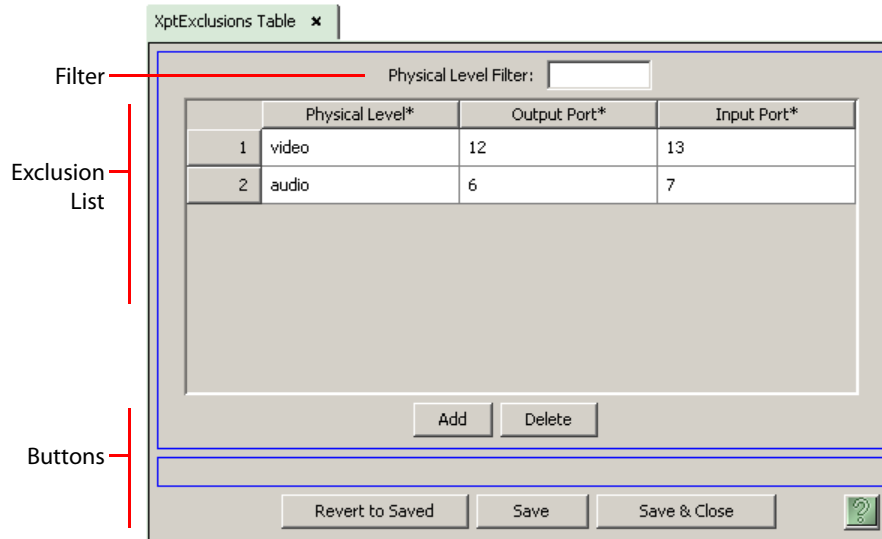 XptExclusions Table ×
Filter
Physical Level Filter:
Exclusion
List
Physical Level* Output Port* Input Port*
1 video 12 13
2 audio 6 7
Buttons
Add Delete
Revert to Saved Save Save & Close ?